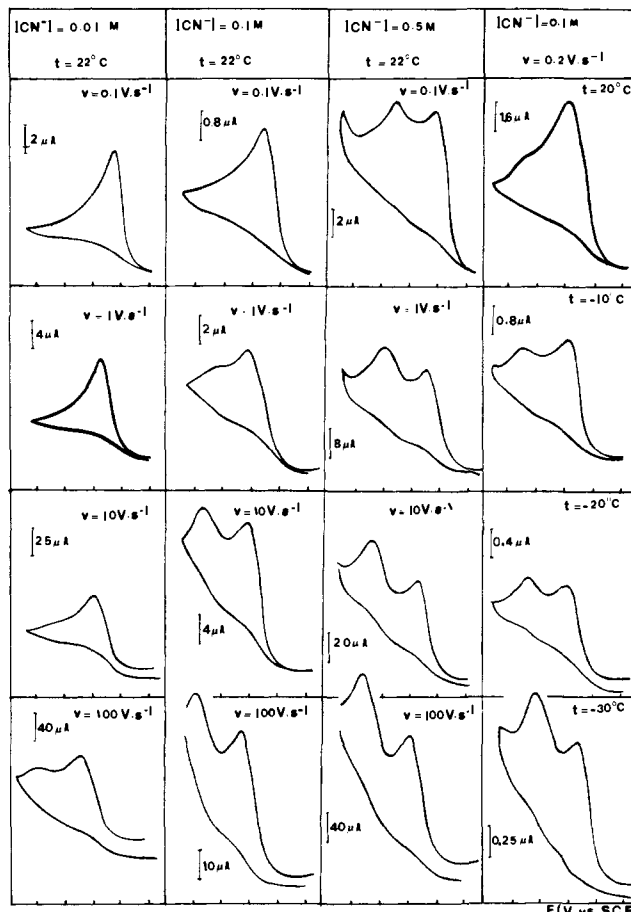 |CN⁻| = 0.01 M
t = 22°C
|CN⁻| = 0.1 M
t = 22°C
|CN⁻| = 0.5 M
t = 22°C
|CN⁻| = 0.1 M
v = 0.2 V.s⁻¹
v = 0.1 V.s⁻¹
2 μA
v = 0.1 V.s⁻¹
0.8 μA
v = 0.1 V.s⁻¹
2 μA
t = 20°C
1.6 μA
v = 1 V.s⁻¹
4 μA
v = 1 V.s⁻¹
2 μA
v = 1 V.s⁻¹
8 μA
t = -10°C
0.8 μA
v = 10 V.s⁻¹
25 μA
v = 10 V.s⁻¹
4 μA
v = 10 V.s⁻¹
20 μA
t = -20°C
0.4 μA
v = 100 V.s⁻¹
40 μA
v = 100 V.s⁻¹
10 μA
v = 100 V.s⁻¹
40 μA
t = -30°C
0.25 μA
E(V vs SCE